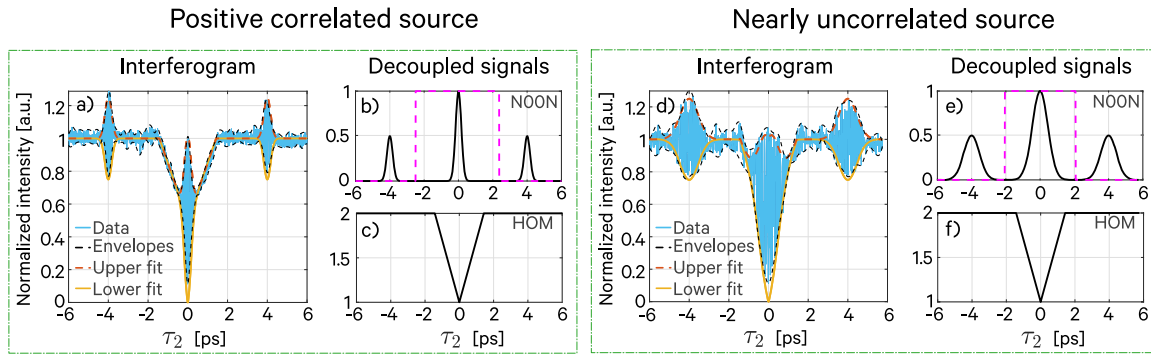 Positive correlated source
Nearly uncorrelated source
Interferogram
Decoupled signals
Interferogram
Decoupled signals
Normalized intensity [a.u.]
1.2
1
0.8
0.6
0.4
0.2
0
a)
Data
Envelopes
Upper fit
Lower fit
-6 -4 -2 0 2 4 6
τ2 [ps]
1
0.5
0
b)
N00N
-6 -4 -2 0 2 4 6
2
1.5
1
c)
HOM
-6 -4 -2 0 2 4 6
τ2 [ps]
Normalized intensity [a.u.]
1.2
1
0.8
0.6
0.4
0.2
0
d)
Data
Envelopes
Upper fit
Lower fit
-6 -4 -2 0 2 4 6
τ2 [ps]
1
0.5
0
e)
N00N
-6 -4 -2 0 2 4 6
2
1.5
1
f)
HOM
-6 -4 -2 0 2 4 6
τ2 [ps]